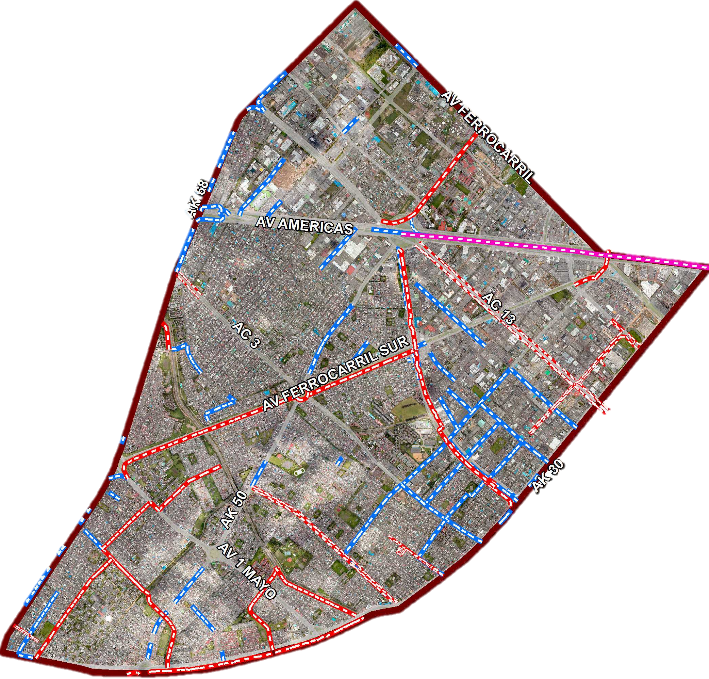 AV FERROCARRIL
AK 68
AV AMERICAS
AC 13
AC 3
AV FERROCARRIL SUR
AK 30
AK 50
AV 1 MAYO